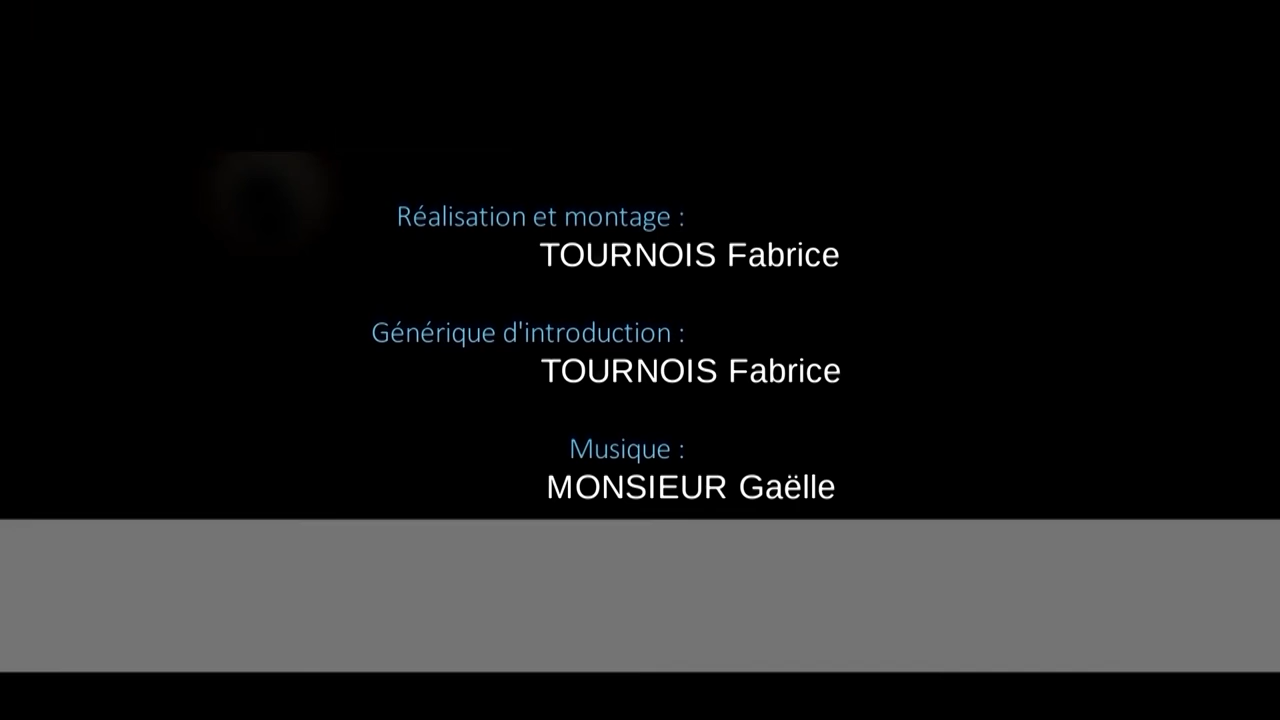 Réalisation et montage :
TOURNOIS Fabrice
Générique d'introduction :
TOURNOIS Fabrice
Musique :
MONSIEUR Gaëlle